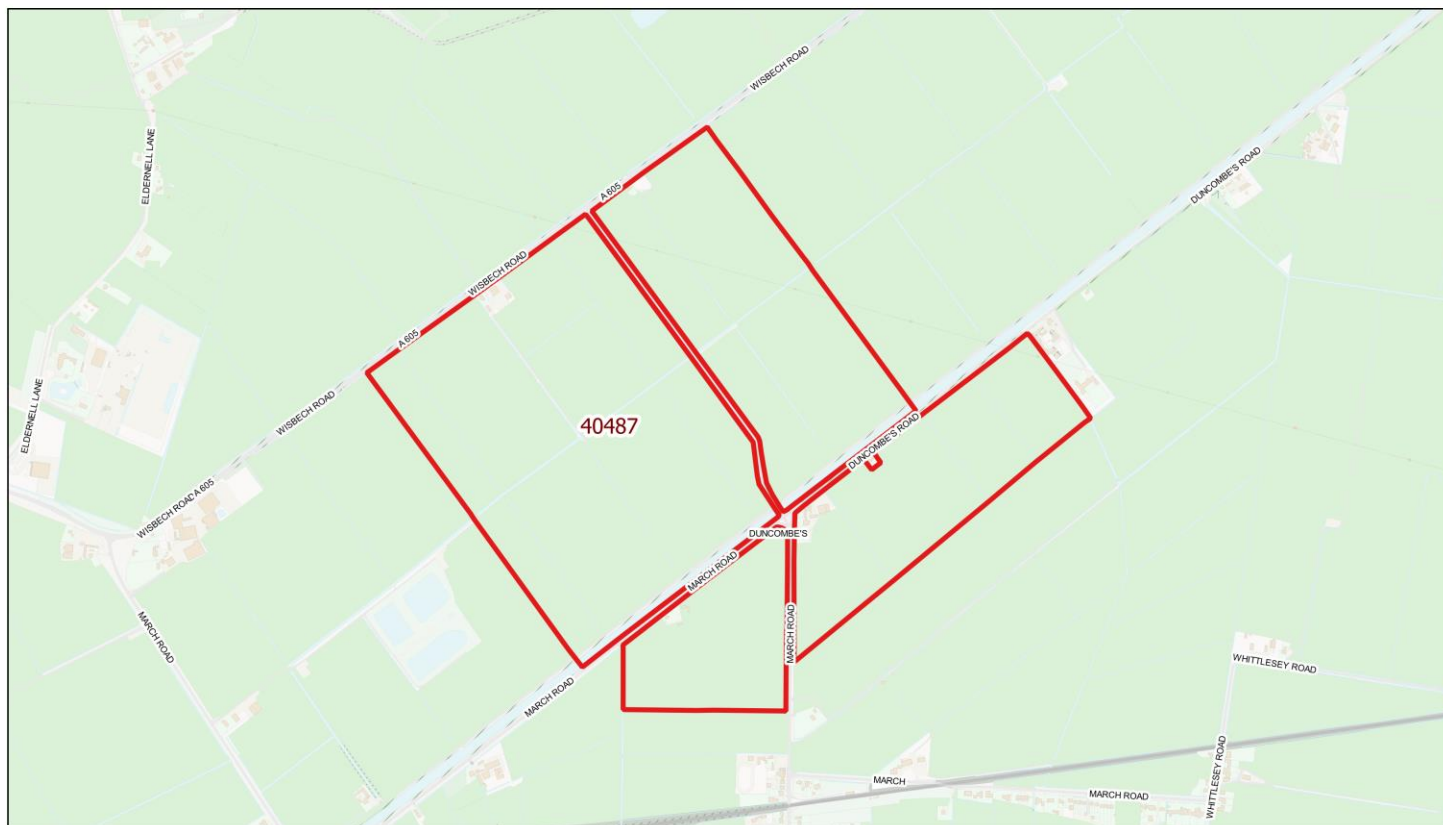 WISBECH ROAD
ELDERNELL LANE
DUNCOMBE'S ROAD
A 605
WISBECH ROAD
A 605
ELDERNELL LANE
WISBECH ROAD
40487
DUNCOMBE'S ROAD
WISBECH ROAD
A 605
DUNCOMBE'S
MARCH ROAD
MARCH ROAD
MARCH ROAD
MARCH ROAD
WHITTLESEY ROAD
MARCH
MARCH ROAD
WHITTLESEY ROAD